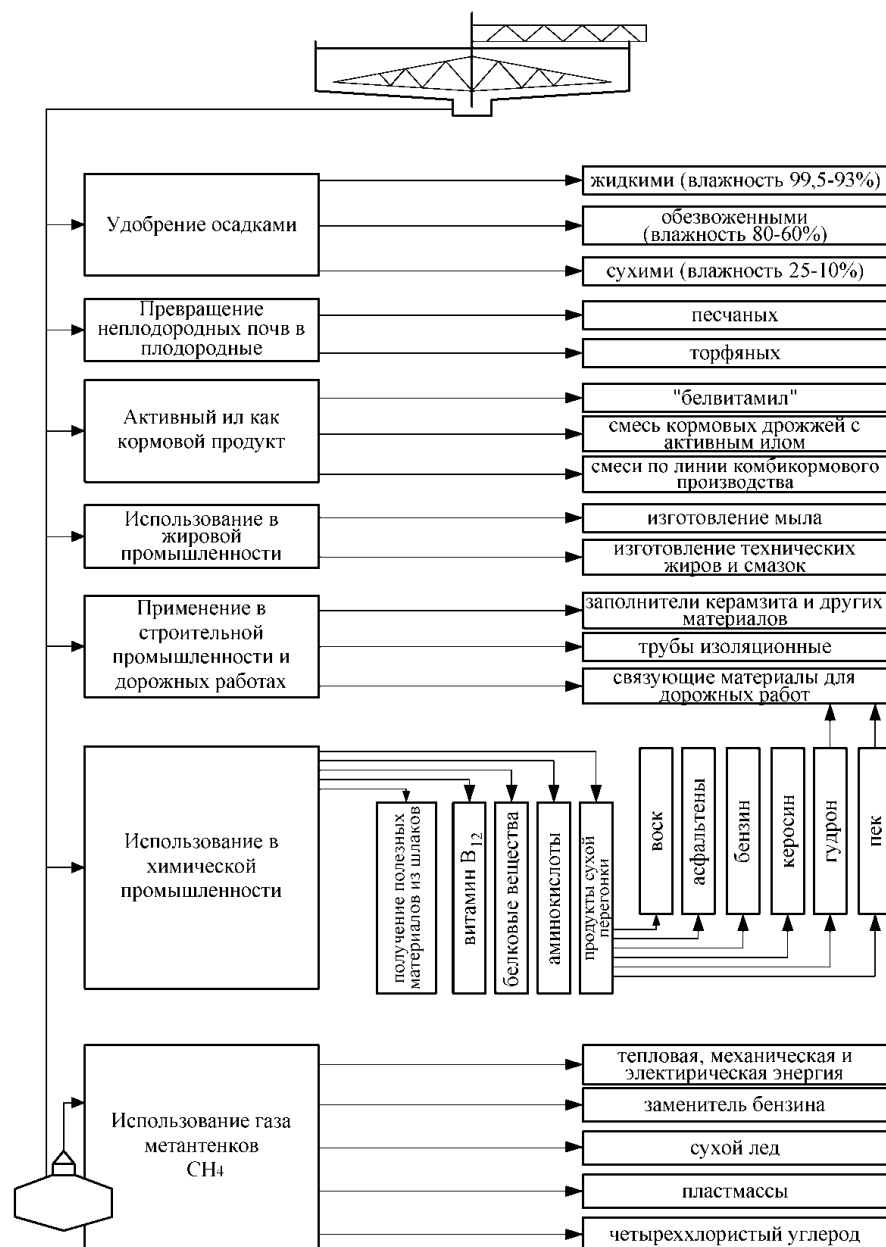 жидкими (влажность 99,5-93%)
Удобрение осадками
обезвоженными
(влажность 80-60%)
сухими (влажность 25-10%)
Превращение
неплодородных почв в
плодородные
песчаных
торфяных
Активный ил как
кормовой продукт
"белвитамил"
смесь кормовых дрожжей с
активным илом
смеси по линии комбикормового
производства
Использование в
жировой
промышленности
изготовление мыла
изготовление технических
жиров и смазок
Применение в
строительной
промышленности и
дорожных работах
заполнители керамзита и других
материалов
трубы изоляционные
связующие материалы для
дорожных работ
Использование в
химической
промышленности
получение полезных
материалов из шлаков
витамин B12
белковые вещества
аминокислоты
продукты сухой
перегонки
воск
асфальтены
бензин
керосин
гудрон
пек
Использование газа
метантенков
CH4
тепловая, механическая и
электирическая энергия
заменитель бензина
сухой лед
пластмассы
четыреххлористый углерод